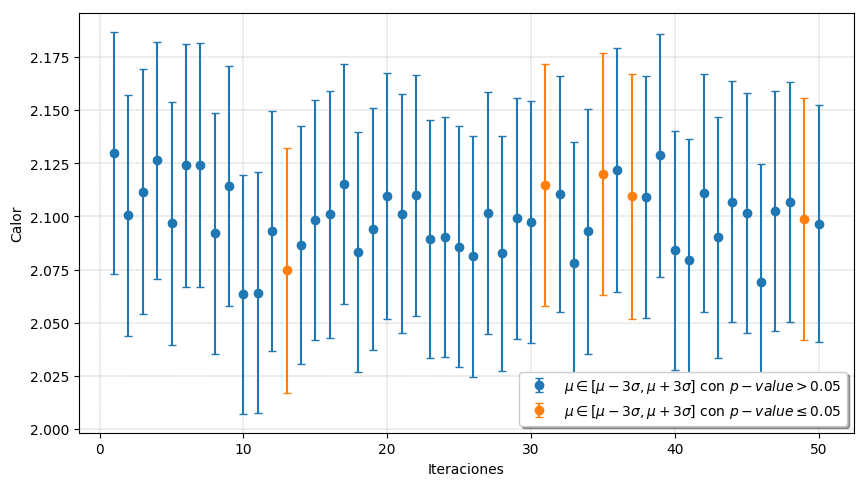 2.175
2.150
2.125
2.100
2.075
2.050
2.025
2.000
Calor
0 10 20 30 40 50
Iteraciones
μ ∈ [μ − 3σ, μ + 3σ] con p − value > 0.05
μ ∈ [μ − 3σ, μ + 3σ] con p − value ≤ 0.05